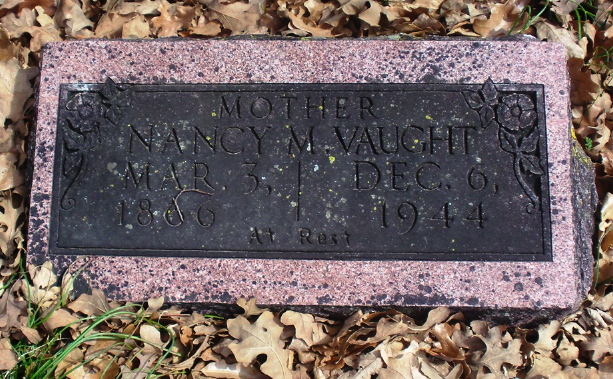 MOTHER
NANCY M. VAUGHT
MAR. 3, DEC. 6,
1866 1944
At Rest